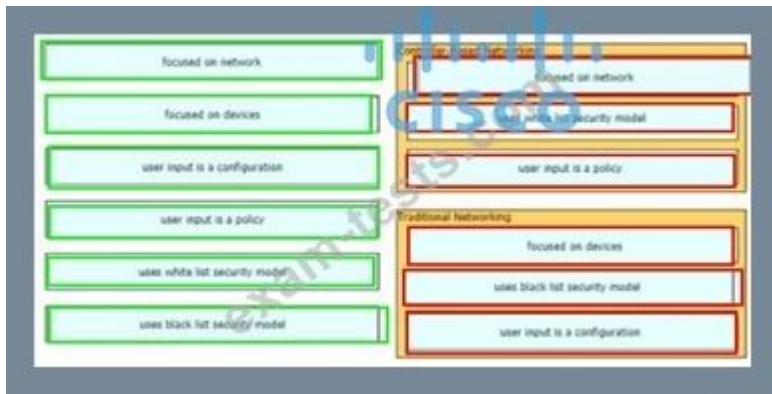 focused on network
focused on devices
user input is a configuration
user input is a policy
uses white list security model
uses black list security model
Controller-Based Networking
focused on network
uses white list security model
user input is a policy
Traditional Networking
focused on devices
uses black list security model
user input is a configuration
CISCO
exam-tests.com